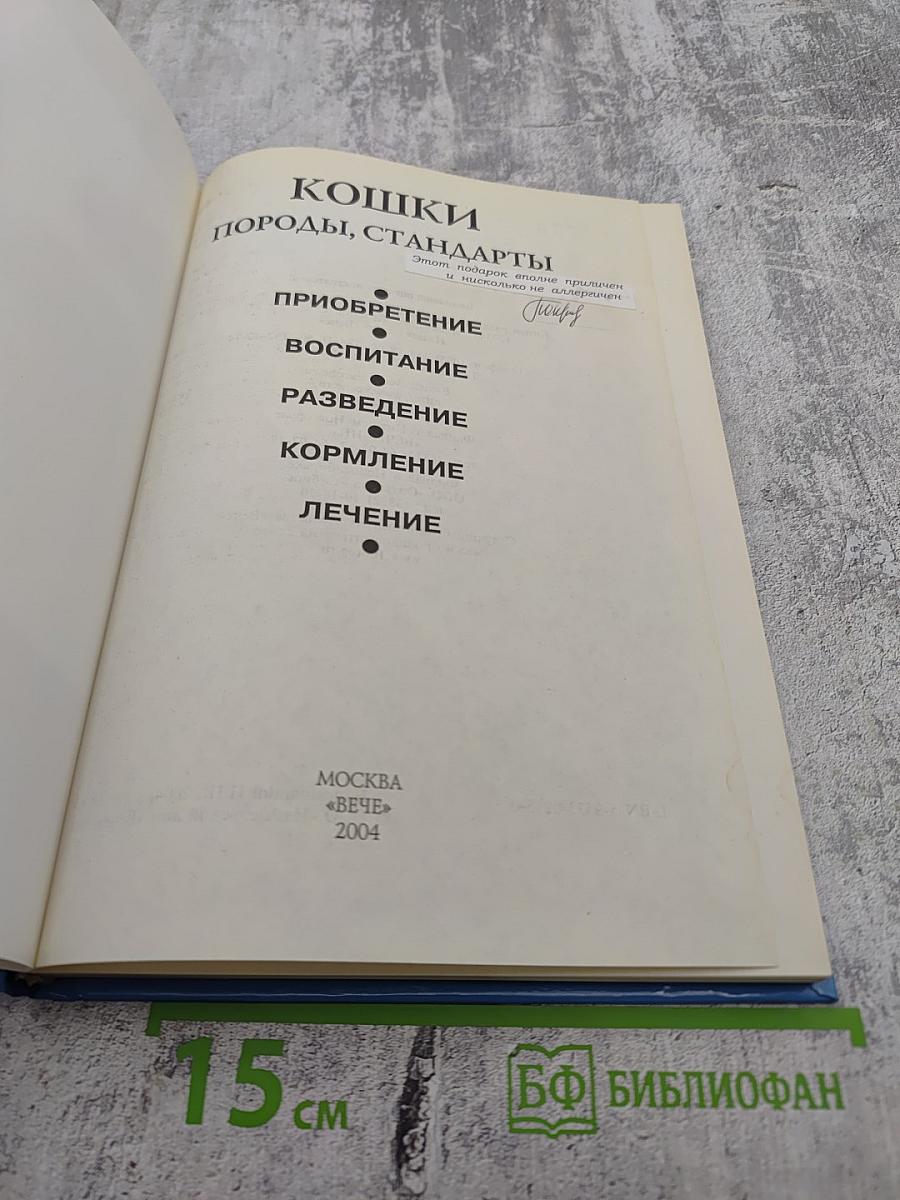 КОШКИ
ПОРОДЫ, СТАНДАРТЫ
Этот подарок вполне приличен
и нисколько не аллергичен
•
ПРИОБРЕТЕНИЕ
•
ВОСПИТАНИЕ
•
РАЗВЕДЕНИЕ
•
КОРМЛЕНИЕ
•
ЛЕЧЕНИЕ
•
МОСКВА
«ВЕЧЕ»
2004
15 см
БФ БИБЛИОФАН